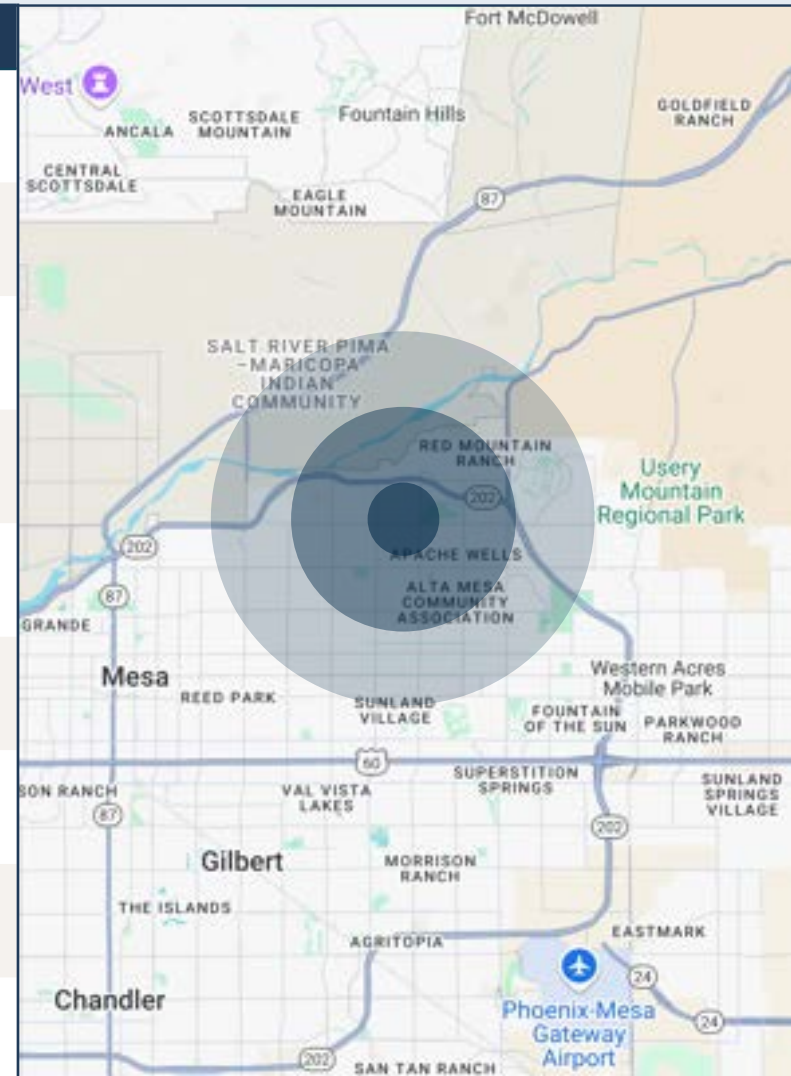 Fort McDowell
West
ANCALA
SCOTTSDALE
MOUNTAIN
Fountain Hills
GOLDFIELD
RANCH
CENTRAL
SCOTTSDALE
EAGLE
MOUNTAIN
87
SALT RIVER PIMA
-MARICOPA
INDIAN
COMMUNITY
RED MOUNTAIN
RANCH
Usery
Mountain
Regional Park
202
202
APACHE WELLS
87
ALTA MESA
COMMUNITY
ASSOCIATION
GRANDE
Mesa
REED PARK
SUNLAND
VILLAGE
Western Acres
Mobile Park
FOUNTAIN
OF THE SUN
PARKWOOD
RANCH
60
SUPERSTITION
SPRINGS
SUNLAND
SPRINGS
VILLAGE
SON RANCH
VAL VISTA
LAKES
87
202
Gilbert
MORRISON
RANCH
THE ISLANDS
AGRITOPIA
EASTMARK
24
Chandler
Phoenix-Mesa
Gateway
Airport
24
202
SAN TAN RANCH